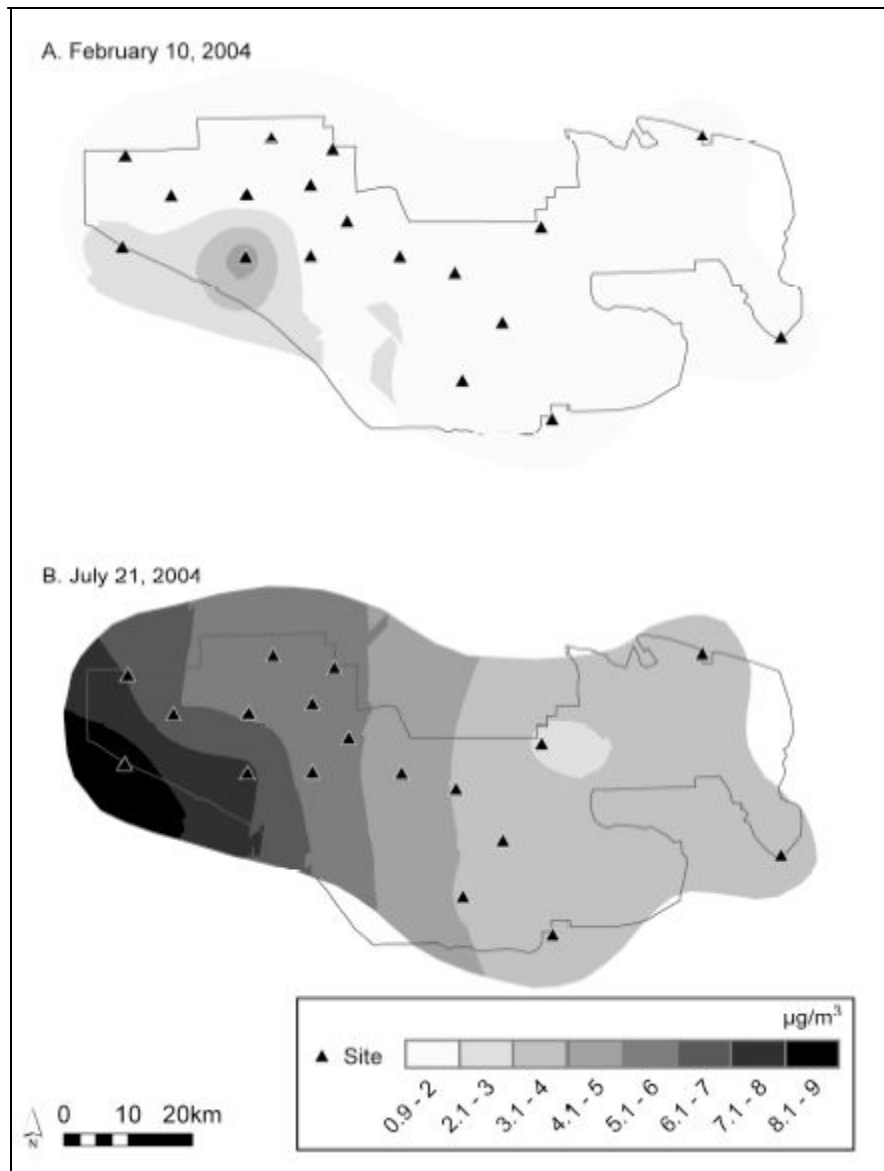 A. February 10, 2004
B. July 21, 2004
µg/m³
Site
0.9 - 2
2.1 - 3
3.1 - 4
4.1 - 5
5.1 - 6
6.1 - 7
7.1 - 8
8.1 - 9
N
0 10 20km